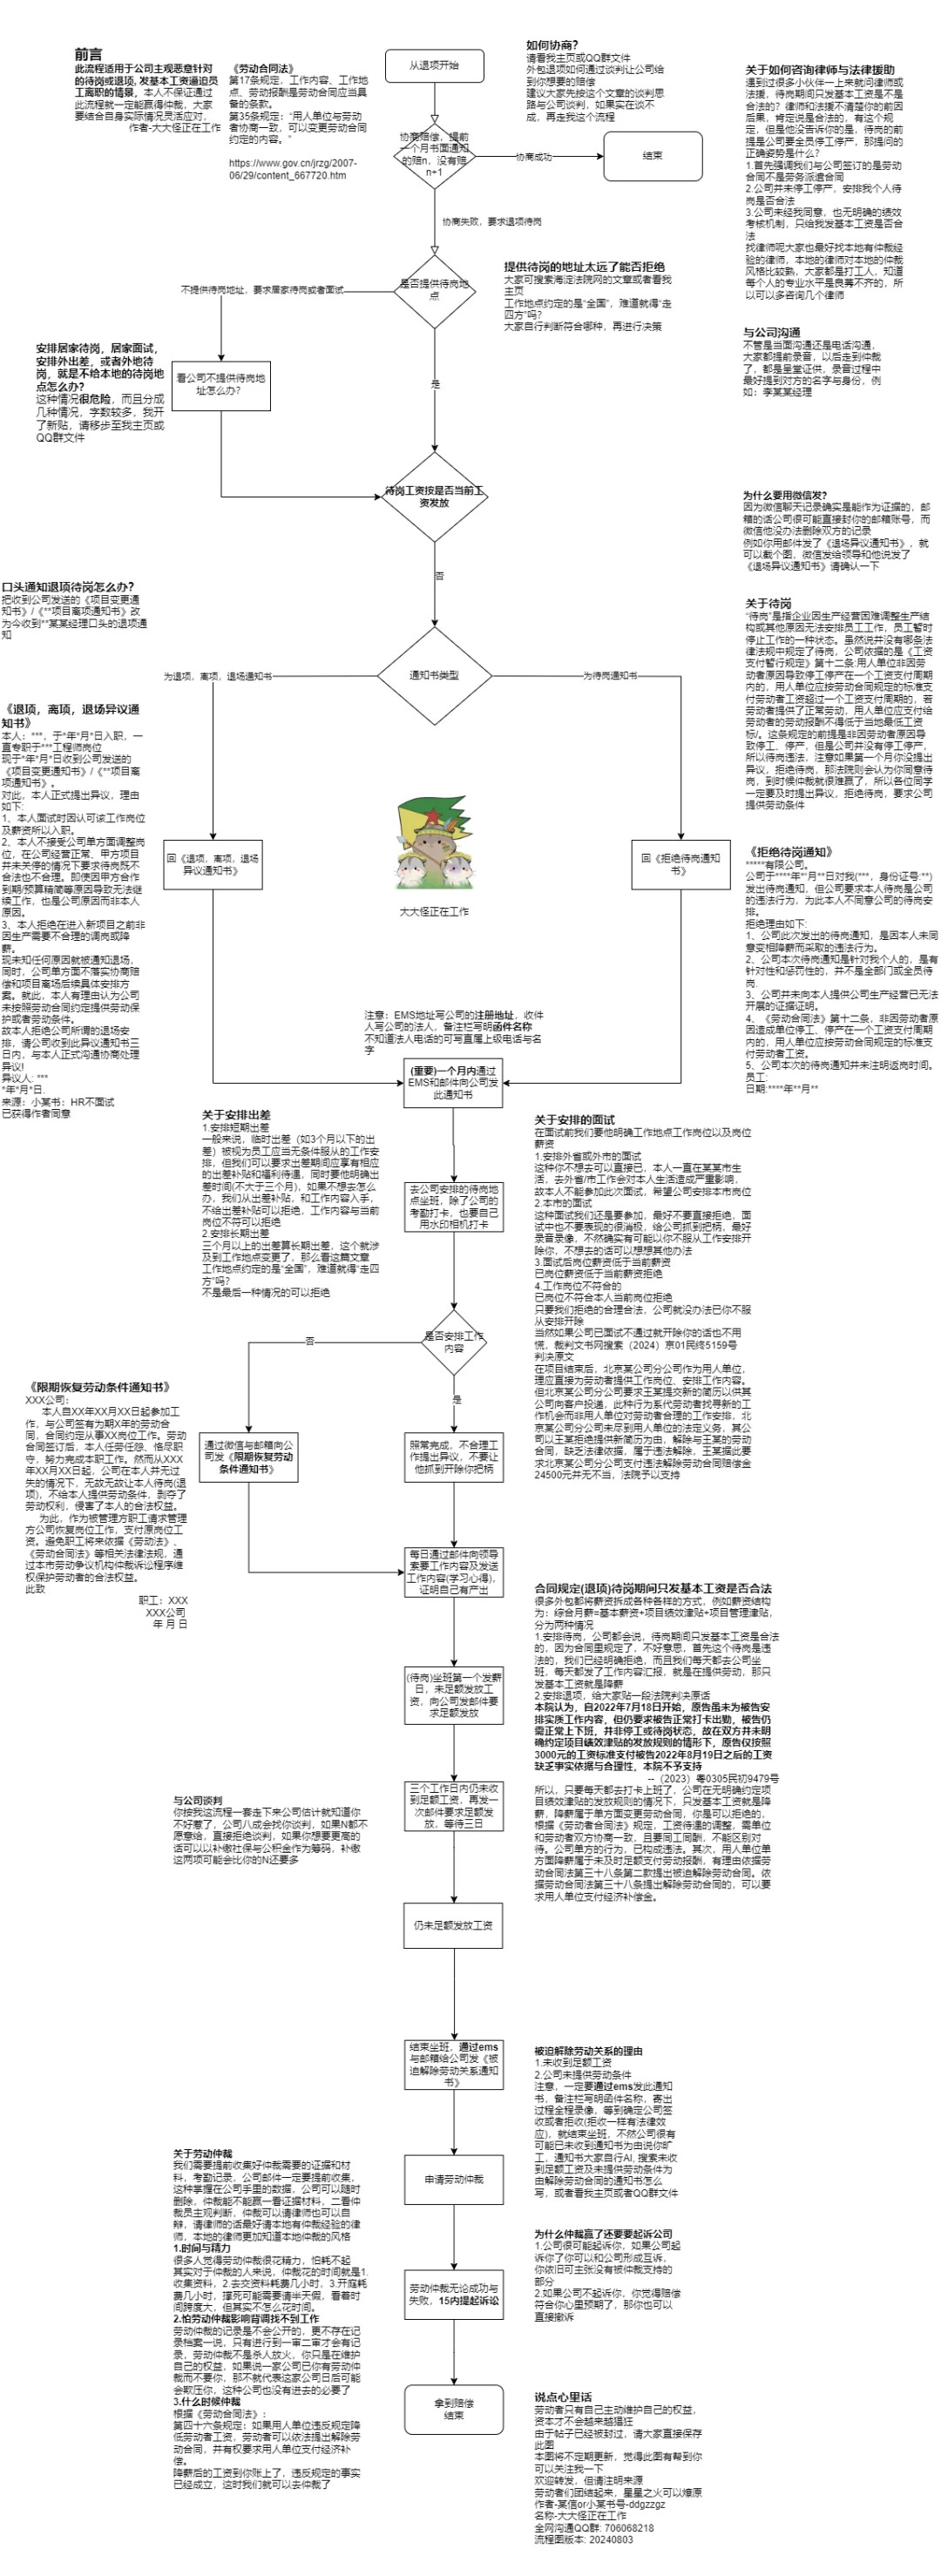 前言
此流程适用于公司主观恶意针对
的待岗或退项, 发基本工资逼迫员
工离职的情景，本人不保证通过
此流程就一定能赢得仲裁，大家
要结合自身实际情况灵活应对，
作者-大大怪正在工作
《劳动合同法》
第17条规定，工作内容、工作地
点、劳动报酬是劳动合同应当具
备的条款。
第35条规定：“用人单位与劳动
者协商一致，可以变更劳动合同
约定的内容。”
https://www.gov.cn/jrzg/2007-
06/29/content_667720.htm
从退项开始
如何协商?
请看我主页或QQ群文件
外包退项如何通过谈判让公司给
到你想要的赔偿
建议大家先按这个文章的谈判思
路与公司谈判，如果实在谈不
成，再走我这个流程
协商赔偿，提前
一个月书面通知
的赔n，没有赔
n+1
协商成功
结束
协商失败，要求退项待岗
关于如何咨询律师与法律援助
遇到过很多小伙伴一上来就问律师或
法援，待岗期间只发基本工资是不是
合法的？律师和法援不清楚你的前因
后果，肯定说是合法的，有这个规
定，但是他没告诉你的是，待岗的前
提是公司要全员停工停产，那提问的
正确姿势是什么?
1.首先强调我们与公司签订的是劳动
合同不是劳务派遣合同
2.公司并未停工停产，安排我个人待
岗是否合法
3.公司未经我同意，也无明确的绩效
考核机制，只给我发基本工资是否合
法
找律师呢大家也最好找本地有仲裁经
验的律师，本地的律师对本地的仲裁
风格比较熟，大家都是打工人，知道
每个人的专业水平是良莠不齐的，所
以可以多咨询几个律师
提供待岗的地址太远了能否拒绝
大家可搜索海淀法院网的文章或者看我
主页
工作地点约定的是“全国”，难道就得“走
四方”吗?
大家自行判断符合哪种，再进行决策
是否提供待岗地
点
不提供待岗地址，要求居家待岗或者面试
是
与公司沟通
不管是当面沟通还是电话沟通，
大家都提前录音，以后走到仲裁
了，都是呈堂证供，录音过程中
最好提到对方的名字与身份，例
如：李某某经理
安排居家待岗，居家面试，
安排外出差，或者外地待
岗，就是不给本地的待岗地
点怎么办?
这种情况很危险，而且分成
几种情况，字数较多，我开
了新贴，请移步至我主页或
QQ群文件
看公司不提供待岗地
址怎么办?
待岗工资按是否当前工
资发放
否
为什么要用微信发?
因为微信聊天记录确实是能作为证据的，邮
箱的话公司很可能直接封你的邮箱账号，而
微信他没办法删除双方的记录
例如你用邮件发了《退场异议通知书》，就
可以截个图，微信发给领导和他说发了
《退场异议通知书》请确认一下
口头通知退项待岗怎么办?
把收到公司发送的《项目变更通
知书》/《**项目离项通知书》改
为今收到**某某经理口头的退项通
知
关于待岗
“待岗”是指企业因生产经营困难调整生产结
构或其他原因无法安排员工工作，员工暂时
停止工作的一种状态。虽然说并没有哪条法
律法规中规定了待岗，公司依据的是《工资
支付暂行规定》第十二条:用人单位非因劳
动者原因导致停工停产在一个工资支付周期
内的，用人单位应按劳动合同规定的标准支
付劳动者工资超过一个工资支付周期的，若
劳动者提供了正常劳动，用人单位应支付给
劳动者的劳动报酬不得低于当地最低工资
标/。这条规定的前提是非因劳动者原因导
致停工、停产，但是公司并没有停工停产，
所以待岗违法，注意如果第一个月你没提出
异议，拒绝待岗，那法院则会认为你同意待
岗，到时候仲裁就很难赢了，所以各位同学
一定要及时提出异议，拒绝待岗，要求公司
提供劳动条件
通知书类型
为退项，离项，退场通知书
为待岗通知书
《退项，离项，退场异议通
知书》
本人：***，于*年*月*日入职，一
直专职于***工程师岗位
现于*年*月*日收到公司发送的
《项目变更通知书》/《**项目离
项通知书》。
对此，本人正式提出异议，理由
如下:
1、本人面试时因认可该工作岗位
及薪资所以入职。
2、本人不接受公司单方面调整岗
位，在公司经营正常、甲方项目
并未关停的情况下要求待岗既不
合法也不合理。即使因甲方合作
到期/预算精简等原因导致无法继
续工作，也是公司原因而非本人
原因。
3、本人拒绝在进入新项目之前非
因生产需要不合理的调岗或降
薪。
现未知任何原因就被通知退场，
同时，公司单方面不落实协商赔
偿和项目离场后续具体安排方
案。就此，本人有理由认为公司
未按照劳动合同约定提供劳动保
护或者劳动条件。
故本人拒绝公司所谓的退场安
排，请公司收到此异议通知书三
日内，与本人正式沟通协商处理
异议!
异议人: ***
*年*月*日.
来源：小某书：HR不面试
已获得作者同意
回《退项，离项，退场
异议通知书》
大大怪正在工作
回《拒绝待岗通知
书》
《拒绝待岗通知》
*****有限公司。
公司于****年**月**日对我(***，身份证号:**)
发出待岗通知，但公司要求本人待岗是公司
的违法行为，为此本人不同意公司的待岗安
排。
拒绝理由如下:
1、公司此次发出的待岗通知，是因本人未同
意变相降薪而采取的违法行为。
2、公司本次待岗通知是针对我个人的，是有
针对性和惩罚性的，并不是全部门或全员待
岗.
3、公司并未向本人提供公司生产经营已无法
开展的证据证明。
4、《劳动合同法》第十二条，非因劳动者原
因造成单位停工、停产在一个工资支付周期
内的，用人单位应按劳动合同规定的标准支
付劳动者工资。
5、公司本次的待岗通知并未注明返岗时间。
员工:
日期:****年**月**
注意：EMS地址写公司的注册地址，收件
人写公司的法人，备注栏写明函件名称
不知道法人电话的可写直属上级电话与名
字
(重要)一个月内通过
EMS和邮件向公司发
此通知书
关于安排出差
1.安排短期出差
一般来说，临时出差（如3个月以下的出
差）被视为员工应当无条件服从的工作安
排，但我们可以要求出差期间应享有相应
的出差补贴和福利待遇，同时要他明确出
差时间(不大于三个月)，如果不想去怎么
办，我们从出差补贴，和工作内容入手，
不给出差补贴可以拒绝，工作内容与当前
岗位不符可以拒绝
2.安排长期出差
三个月以上的出差算长期出差，这个就涉
及到工作地点变更了，那么看这篇文章
工作地点约定的是“全国”，难道就得“走四
方”吗?
不是最后一种情况的可以拒绝
去公司安排的待岗地
点坐班，除了公司的
考勤打卡，也要自己
用水印相机打卡
关于安排的面试
在面试前我们要他明确工作地点工作岗位以及岗位
薪资
1.安排外省或外市的面试
这种你不想去可以直接已，本人一直在某某市生
活，去外省/市工作会对本人生活造成严重影响，
故本人不能参加此次面试，希望公司安排本市岗位
2.本市的面试
这种面试我们还是要参加，最好不要直接拒绝，面
试中也不要表现的很消极，给公司抓到把柄，最好
录音录像，不然确实有可能以你不服从工作安排开
除你，不想去的话可以想想其他办法
3.面试后岗位薪资低于当前薪资
已岗位薪资低于当前薪资拒绝
4.工作岗位不符合的
已岗位不符合本人当前岗位拒绝
只要我们拒绝的合理合法，公司就没办法已你不服
从安排开除
当然如果公司已面试不通过就开除你的话也不用
慌，裁判文书网搜索（2024）京01民终5159号
判决原文
在项目结束后，北京某公司分公司作为用人单位，
理应直接为劳动者提供工作岗位、安排工作内容。
但北京某公司分公司要求王某提交新的简历以供其
公司向客户投递，此种行为系代劳动者找寻新的工
作机会而非用人单位对劳动者合理的工作安排，北
京某公司分公司未尽到用人单位的法定义务，其公
司以王某拒绝提供新简历为由，解除与王某的劳动
合同，缺乏法律依据，属于违法解除，王某据此要
求北京某公司分公司支付违法解除劳动合同赔偿金
24500元并无不当，法院予以支持
是否安排工作
内容
否
是
《限期恢复劳动条件通知书》
XXX公司：
本人自XX年XX月XX日起参加工
作，与公司签有为期X年的劳动合
同，合同约定从事XX岗位工作。劳动
合同签订后，本人任劳任怨、恪尽职
守，努力完成本职工作。然而从XXX
年XX月XX日起，公司在本人并无过
失的情况下，无故无故让本人待岗(退
项)，不给本人提供劳动条件，剥夺了
劳动权利，侵害了本人的合法权益。
为此，作为被管理方职工请求管理
方公司恢复岗位工作，支付原岗位工
资。避免职工将来依据《劳动法》、
《劳动合同法》等相关法律法规，通
过本市劳动争议机构仲裁诉讼程序维
权保护劳动者的合法权益。
此致
职工：XXX
XXX公司
年 月 日
通过微信与邮箱向公
司发《限期恢复劳动
条件通知书》
照常完成，不合理工
作提出异议，不要让
他抓到开除你把柄
每日通过邮件向领导
索要工作内容及发送
工作内容(学习心得)，
证明自己有产出
合同规定(退项)待岗期间只发基本工资是否合法
很多外包都将薪资拆成各种各样的方式，例如薪资结构
为：综合月薪=基本薪资+项目绩效津贴+项目管理津贴，
分为两种情况
1.安排待岗，公司都会说，待岗期间只发基本工资是合法
的，因为合同里规定了，不好意思，首先这个待岗是违
法的，我们已经明确拒绝，而且我们每天都去公司坐
班，每天都发了工作内容汇报，就是在提供劳动，那只
发基本工资就是降薪
2.安排退项，给大家贴一段法院判决原话
本院认为，自2022年7月18日开始，原告虽未为被告安
排实质工作内容，但仍要求被告正常打卡出勤，被告仍
需正常上下班，并非停工或待岗状态，故在双方并未明
确约定项目绩效津贴的发放规则的情形下，原告仅按照
3000元的工资标准支付被告2022年8月19日之后的工资
缺乏事实依据与合理性，本院不予支持
--（2023）粤0305民初9479号
所以，只要每天都去打卡上班了，公司在无明确约定项
目绩效津贴的发放规则的情况下，只发基本工资就是降
薪，降薪属于单方面变更劳动合同，你是可以拒绝的，
根据《劳动者合同法》规定，工资待遇的调整，需单位
和劳动者双方协商一致，且要同工同酬，不能区别对
待。公司单方的行为，已构成违法。其次，用人单位单
方面降薪属于未及时足额支付劳动报酬，有理由依据劳
动合同法第三十八条第二款提出被迫解除劳动合同。依
据劳动合同法第三十八条提出解除劳动合同的，可以要
求用人单位支付经济补偿金。
(待岗)坐班第一个发薪
日，未足额发放工
资，向公司发邮件要
求足额发放
三个工作日内仍未收
到足额工资，再发一
次邮件要求足额发
放，等待三日
与公司谈判
你按我这流程一套走下来公司估计就知道你
不好惹了，公司八成会找你谈判，如果N都不
愿意给，直接拒绝谈判，如果你想要更高的
话可以以补缴社保与公积金作为筹码，补缴
这两项可能会比你的N还要多
仍未足额发放工资
结束坐班，通过ems
与邮箱给公司发《被
迫解除劳动关系通知
书》
被迫解除劳动关系的理由
1.未收到足额工资
2.公司未提供劳动条件
注意，一定要通过ems发此通知
书，备注栏写明函件名称，寄出
过程全程录像，等到确定公司签
收或者拒收(拒收一样有法律效
应)，就结束坐班，不然公司很有
可能已未收到通知书为由说你旷
工，通知书大家自行AI, 搜索未收
到足额工资及未提供劳动条件为
由解除劳动合同的通知书怎么
写，或者看我主页或者QQ群文件
申请劳动仲裁
关于劳动仲裁
我们需要提前收集好仲裁需要的证据和材
料，考勤记录，公司邮件一定要提前收集，
这种掌握在公司手里的数据，公司可以随时
删除，仲裁能不能赢一看证据材料，二看仲
裁员主观判断，仲裁可以请律师也可以自
辩，请律师的话最好请本地有仲裁经验的律
师，本地的律师更加知道本地仲裁的风格
1.时间与精力
很多人觉得劳动仲裁很花精力，怕耗不起
其实对于仲裁的人来说，仲裁花的时间就是1.
收集资料，2.去交资料耗费几小时，3.开庭耗
费几小时，撑死可能需要请半天假，看着时
间跨度大，但其实不怎么花时间。
2.怕劳动仲裁影响背调找不到工作
劳动仲裁的记录是不会公开的，更不存在记
录档案一说，只有进行到一审二审才会有记
录，劳动仲裁不是杀人放火，你只是在维护
自己的权益，如果说一家公司已你有劳动仲
裁而不要你，那不就代表这家公司日后可能
会欺压你，这种公司也没有进去的必要了
3.什么时候仲裁
根据《劳动合同法》：
第四十六条规定：如果用人单位违反规定降
低劳动者工资，劳动者可以依法提出解除劳
动合同，并有权要求用人单位支付经济补
偿。
降薪后的工资到你账上了，违反规定的事实
已经成立，这时我们就可以去仲裁了
为什么仲裁赢了还要要起诉公司
1.公司很可能起诉你，如果公司起
诉你了你可以和公司形成互诉，
你依旧可主张没有被仲裁支持的
部分
2.如果公司不起诉你，你觉得赔偿
符合你心里预期了，那你也可以
直接撤诉
劳动仲裁无论成功与
失败，15内提起诉讼
拿到赔偿
结束
说点心里话
劳动者只有自己主动维护自己的权益，
资本才不会越来越猖狂
由于帖子已经被封过，请大家直接保存
此图
本图将不定期更新，觉得此图有帮到你
可以关注我一下
欢迎转发，但请注明来源
劳动者们团结起来，星星之火可以燎原
作者-某信or小某书号-ddgzzgz
名称-大大怪正在工作
全网沟通QQ群: 706068218
流程图版本: 20240803